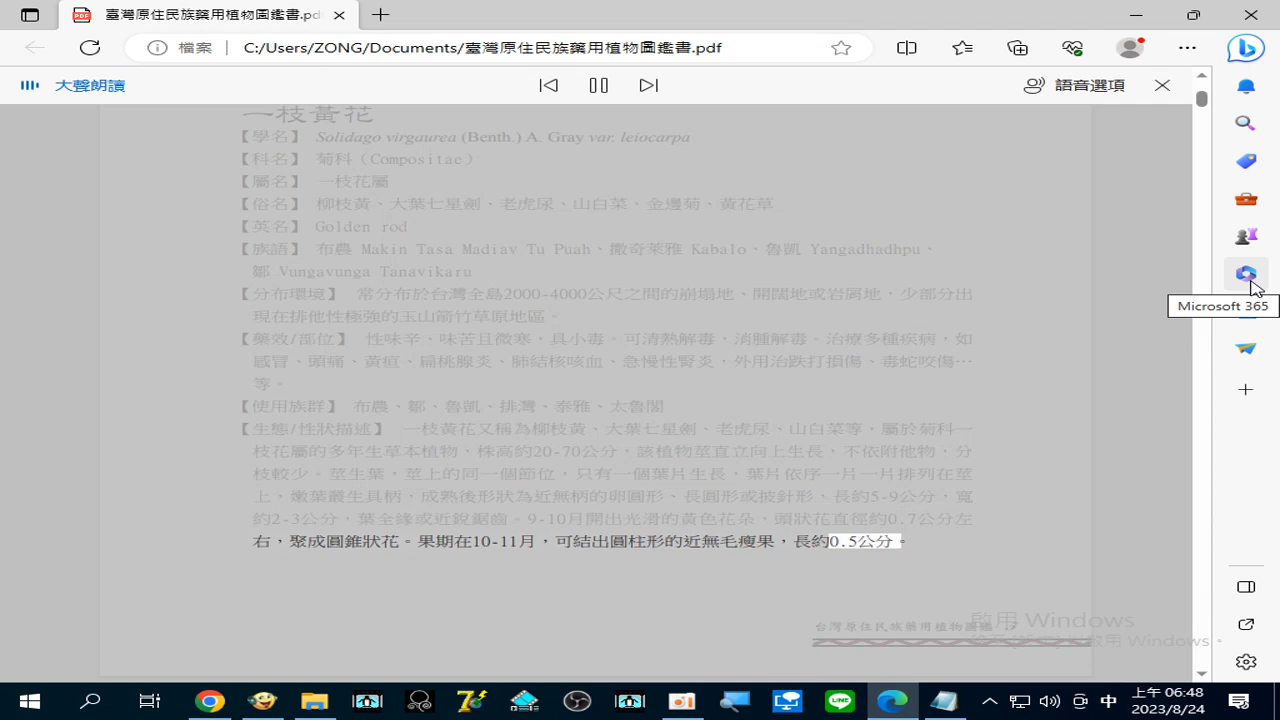 臺灣原住民族藥用植物圖鑑書.pdf
檔案 C:/Users/ZONG/Documents/臺灣原住民族藥用植物圖鑑書.pdf
大聲朗讀
語音選項
一枝黃花
【學名】 Solidago virgaurea (Benth.) A. Gray var. leiocarpa
【科名】 菊科（Compositae）
【屬名】 一枝花屬
【俗名】 柳枝黃、大葉七星劍、老虎尿、山白菜、金邊菊、黃花草
【英名】 Golden rod
【族語】 布農 Makin Tasa Madiav Tu Puah、撒奇萊雅 Kabalo、魯凱 Yangadhadhpu，
鄒 Vungavunga Tanavikaru
【分布環境】 常分布於台灣全島2000-4000公尺之間的崩塌地、開闊地或岩屑地，少部分出
現在排他性極強的玉山箭竹草原地區。
【藥效/部位】 性味辛、味苦且微寒，具小毒。可清熱解毒，消腫解毒。治療多種疾病，如
感冒、頭痛、黃疸、扁桃腺炎、肺結核咳血、急慢性腎炎，外用治跌打損傷、毒蛇咬傷…
等。
【使用族群】 布農、鄒、魯凱、排灣、泰雅、太魯閣
【生態/性狀描述】 一枝黃花又稱為柳枝黃、大葉七星劍、老虎尿、山白菜等，屬於菊科一
枝花屬的多年生草本植物，株高約20-70公分，該植物莖直立向上生長，不依附他物，分
枝較少。莖生葉，莖上的同一個節位，只有一個葉片生長，葉片依序一片一片排列在莖
上，嫩葉叢生具柄，成熟後形狀為近無柄的卵圓形、長圓形或披針形，長約5-9公分，寬
約2-3公分，葉全緣或近銳鋸齒。9-10月開出光滑的黃色花朵，頭狀花直徑約0.7公分左
右，聚成圓錐狀花。果期在10-11月，可結出圓柱形的近無毛瘦果，長約0.5公分。
Microsoft 365
台灣原住民族藥用植物圖鑑
啟用 Windows
中
上午 06:48
2023/8/24